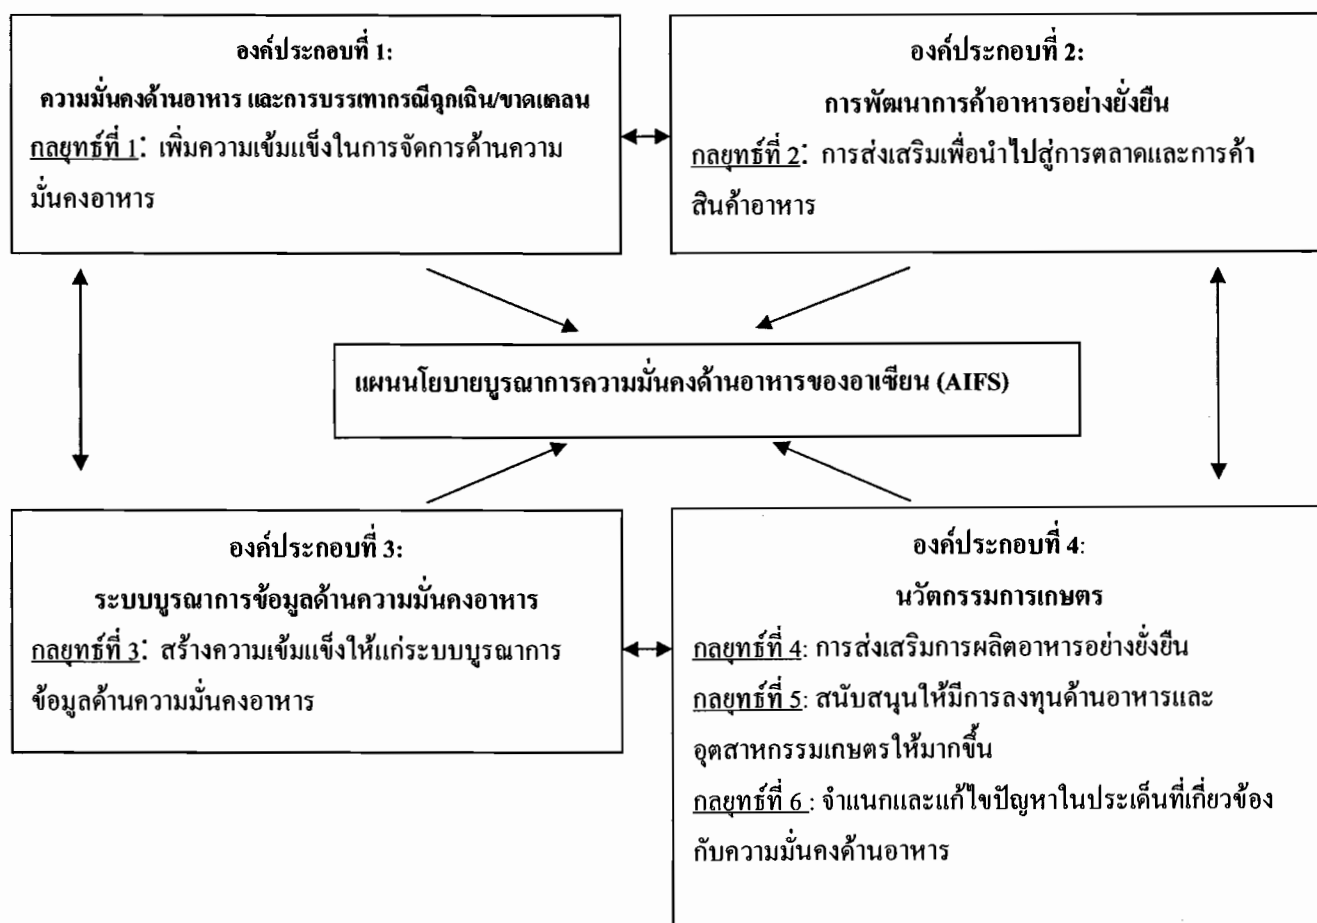 องค์ประกอบที่ 1:
ความมั่นคงด้านอาหาร และการบรรเทากรณีฉุกเฉิน/ขาดแคลน
กลยุทธ์ที่ 1: เพิ่มความเข้มแข็งในการจัดการด้านความ
มั่นคงอาหาร
องค์ประกอบที่ 2:
การพัฒนาการค้าอาหารอย่างยั่งยืน
กลยุทธ์ที่ 2: การส่งเสริมเพื่อนำไปสู่การตลาดและการค้า
สินค้าอาหาร
แผนนโยบายบูรณาการความมั่นคงด้านอาหารของอาเซียน (AIFS)
องค์ประกอบที่ 3:
ระบบบูรณาการข้อมูลด้านความมั่นคงอาหาร
กลยุทธ์ที่ 3: สร้างความเข้มแข็งให้แก่ระบบบูรณาการ
ข้อมูลด้านความมั่นคงอาหาร
องค์ประกอบที่ 4:
นวัตกรรมการเกษตร
กลยุทธ์ที่ 4: การส่งเสริมการผลิตอาหารอย่างยั่งยืน
กลยุทธ์ที่ 5: สนับสนุนให้มีการลงทุนด้านอาหารและ
อุตสาหกรรมเกษตรให้มากขึ้น
กลยุทธ์ที่ 6 : จำแนกและแก้ไขปัญหาในประเด็นที่เกี่ยวข้อง
กับความมั่นคงด้านอาหาร